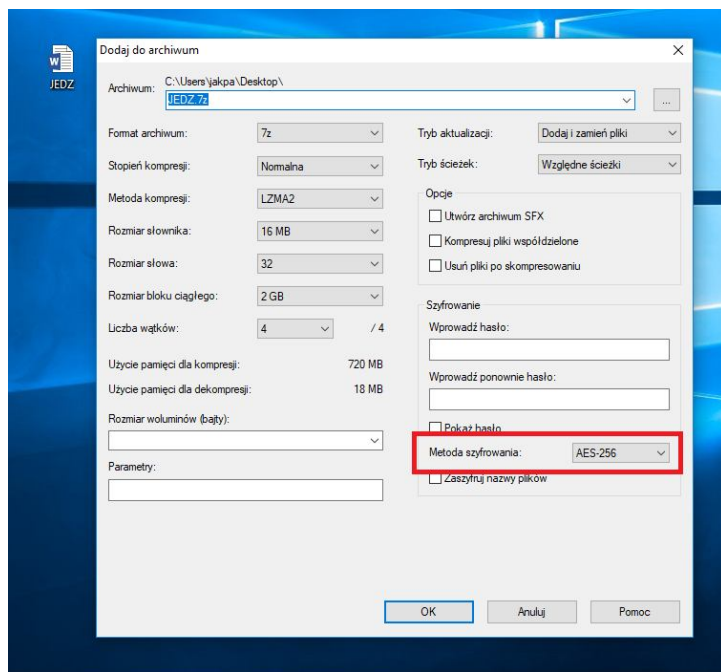 JEDZ
Dodaj do archiwum
Archiwum:
C:\Users\jakpa\Desktop\
JEDZ.7z
...
Format archiwum:
7z
Stopień kompresji:
Normalna
Metoda kompresji:
LZMA2
Rozmiar słownika:
16 MB
Rozmiar słowa:
32
Rozmiar bloku ciągłego:
2 GB
Liczba wątków:
4
/ 4
Użycie pamięci dla kompresji:
720 MB
Użycie pamięci dla dekompresji:
18 MB
Rozmiar woluminów (bajty):
Parametry:
Tryb aktualizacji:
Dodaj i zamień pliki
Tryb ścieżek:
Względne ścieżki
Opcje
Utwórz archiwum SFX
Kompresuj pliki współdzielone
Usuń pliki po skompresowaniu
Szyfrowanie
Wprowadź hasło:
Wprowadź ponownie hasło:
Pokaż hasło
Metoda szyfrowania:
AES-256
Zaszyfruj nazwy plików
OK
Anuluj
Pomoc